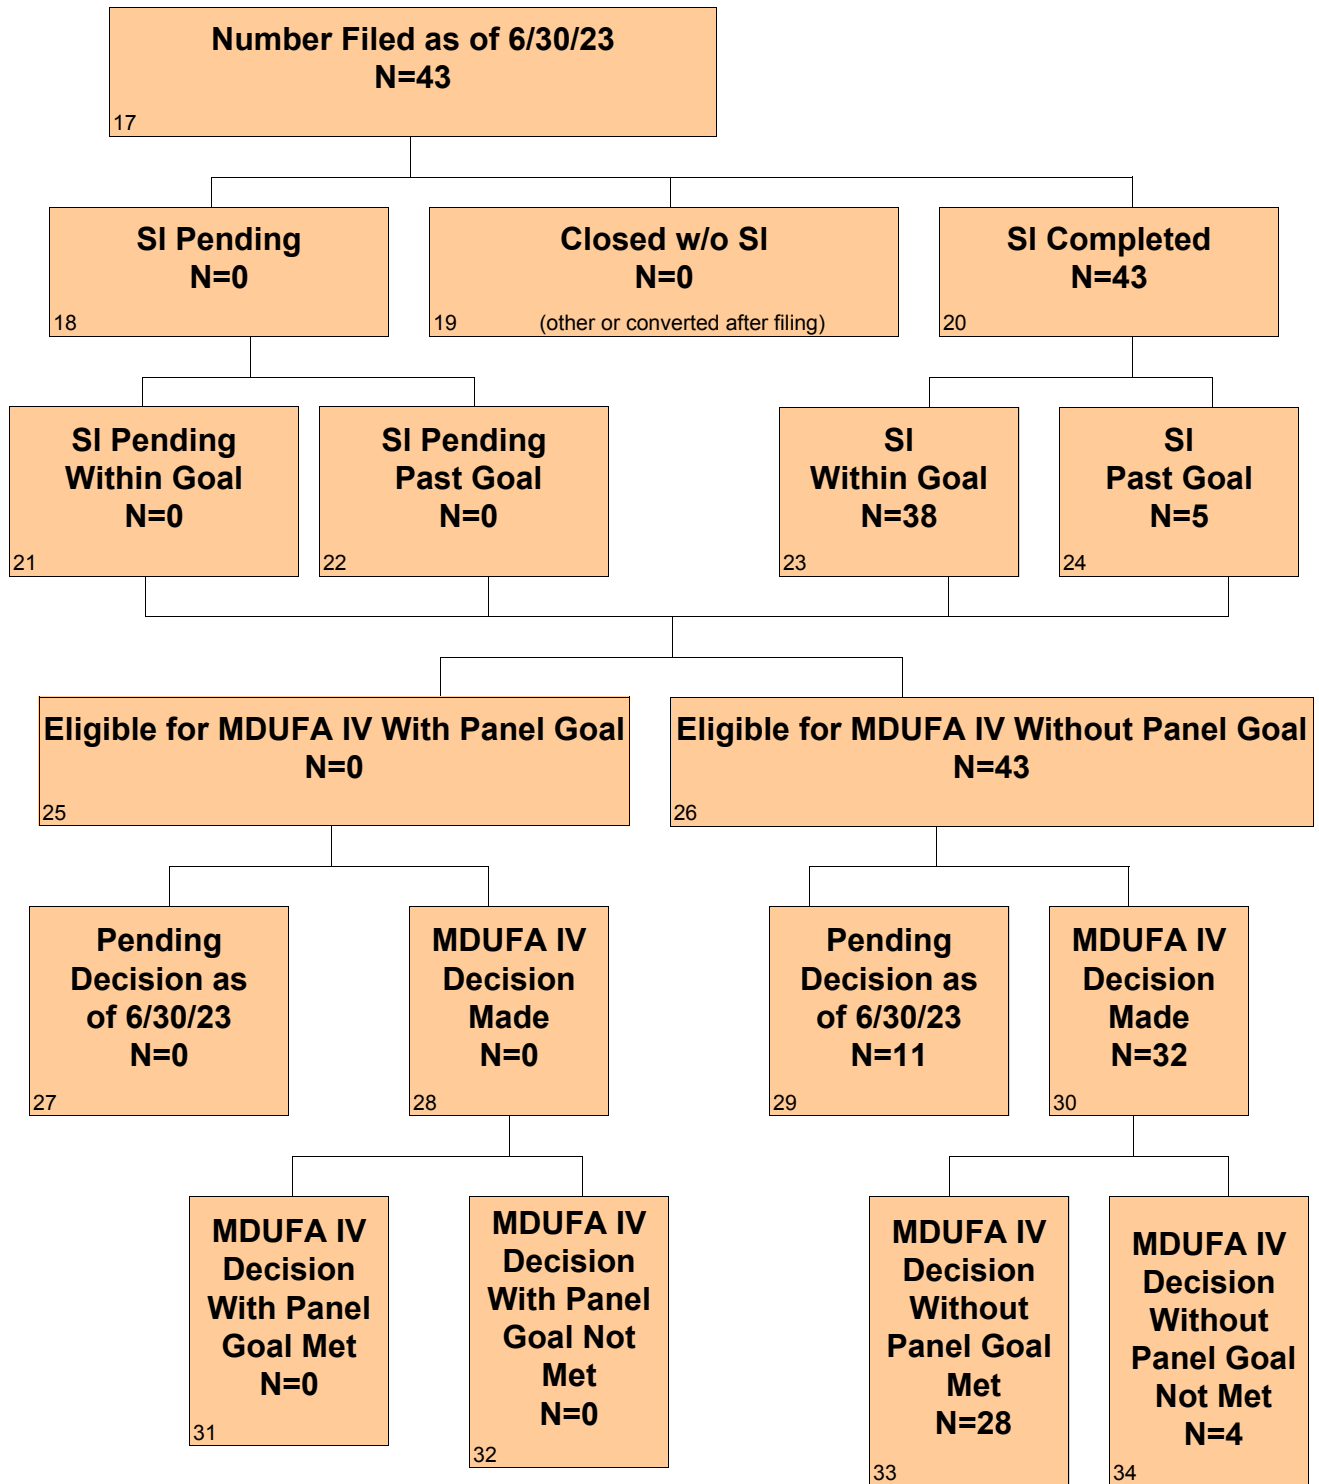 Number Filed as of 6/30/23
N=43
17
SI Pending
N=0
18
Closed w/o SI
N=0
19
(other or converted after filing)
SI Completed
N=43
20
SI Pending
Within Goal
N=0
21
SI Pending
Past Goal
N=0
22
SI
Within Goal
N=38
23
SI
Past Goal
N=5
24
Eligible for MDUFA IV With Panel Goal
N=0
25
Eligible for MDUFA IV Without Panel Goal
N=43
26
Pending
Decision as
of 6/30/23
N=0
27
MDUFA IV
Decision
Made
N=0
28
Pending
Decision as
of 6/30/23
N=11
29
MDUFA IV
Decision
Made
N=32
30
MDUFA IV
Decision
With Panel
Goal Met
N=0
31
MDUFA IV
Decision
With Panel
Goal Not
Met
N=0
32
MDUFA IV
Decision
Without
Panel Goal
Met
N=28
33
MDUFA IV
Decision
Without
Panel Goal
Not Met
N=4
34